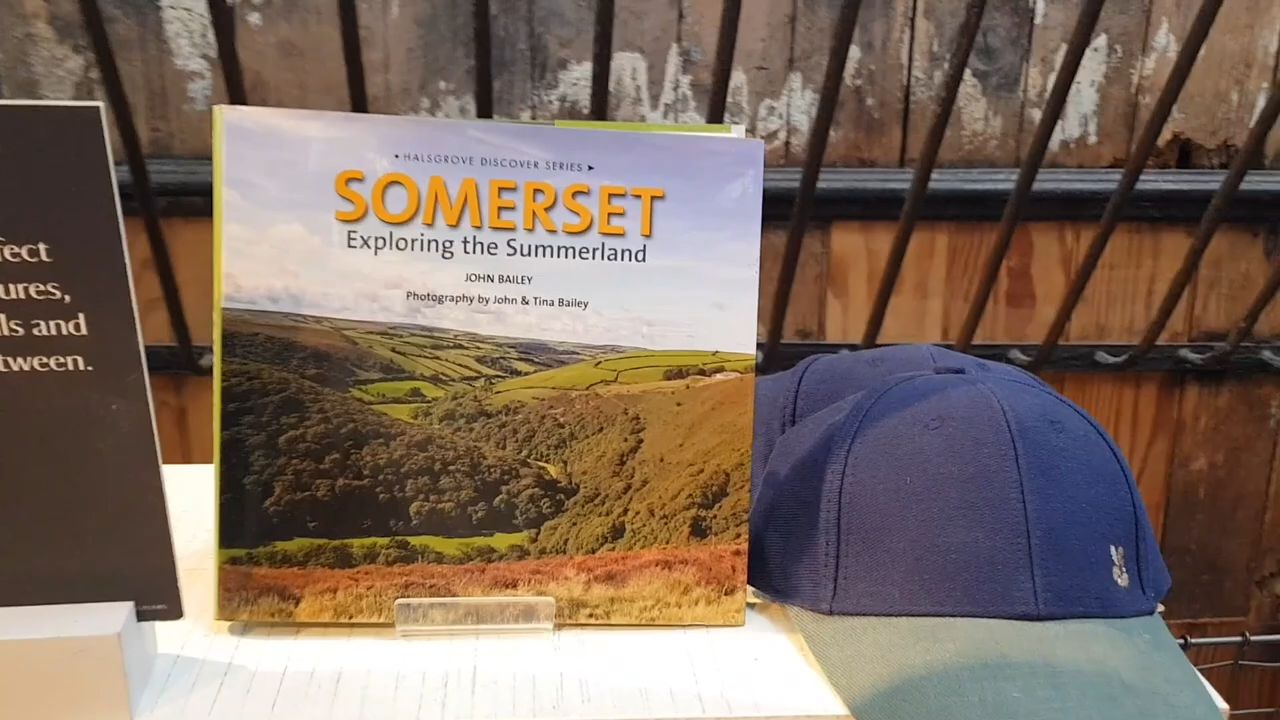 fect
ures,
ls and
tween.
HALSGROVE DISCOVER SERIES
SOMERSET
Exploring the Summerland
JOHN BAILEY
Photography by John & Tina Bailey